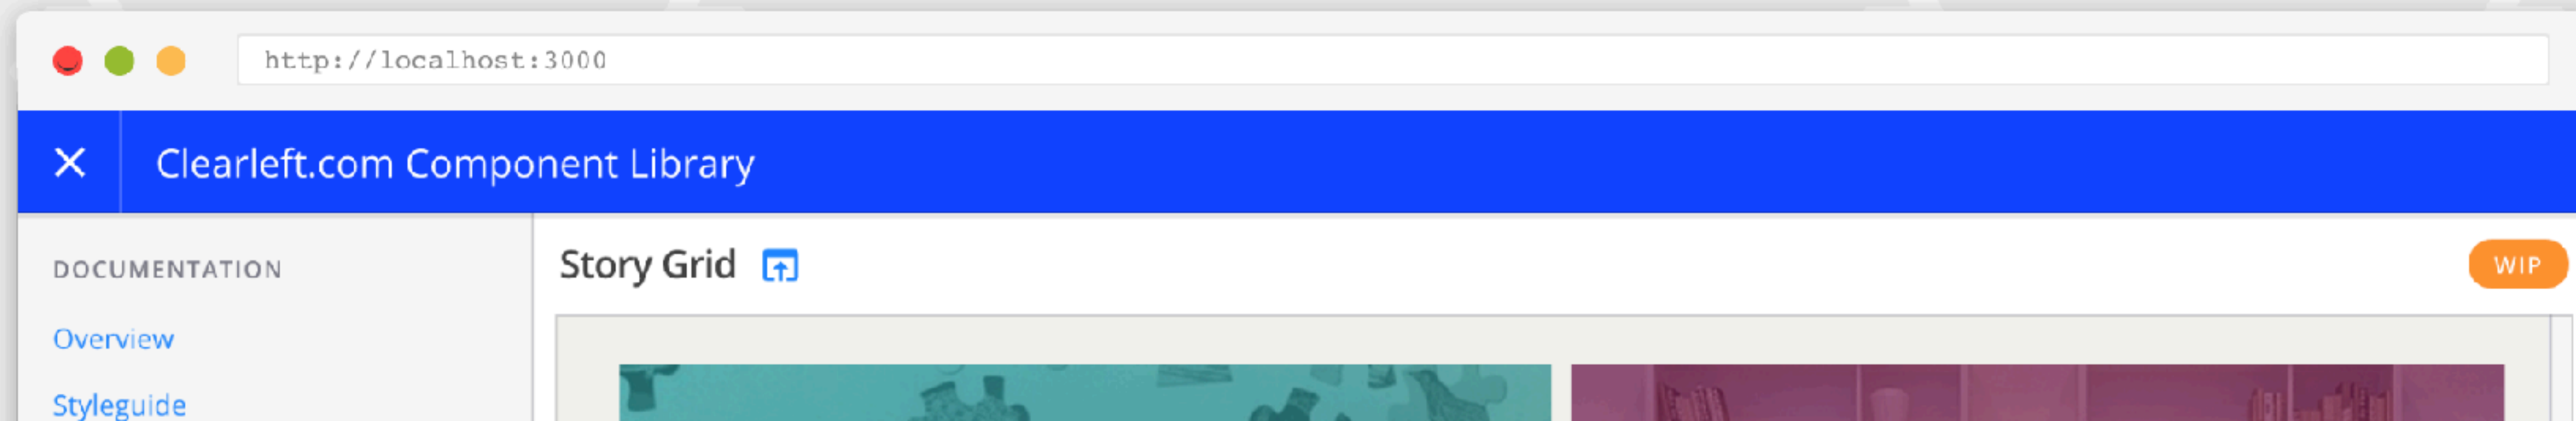 http://localhost:3000
Clearleft.com Component Library
DOCUMENTATION
Story Grid
WIP
Overview
Styleguide